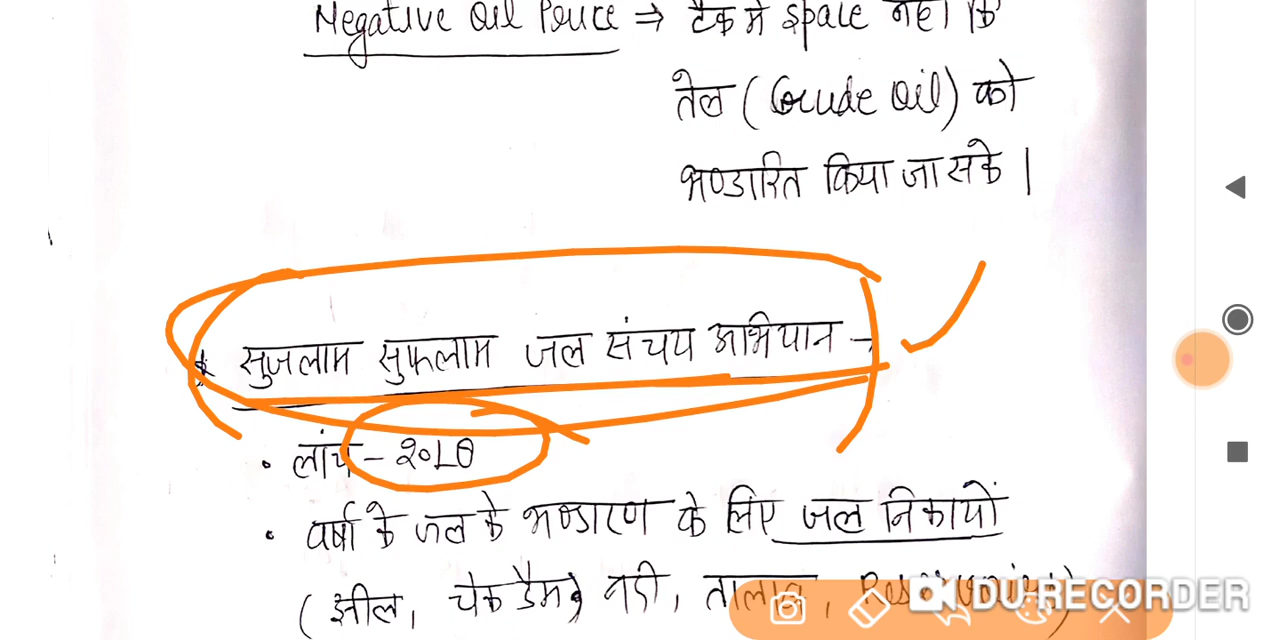 Negative Oil Price ⇒ टैंक में space नहीं कि
तेल (Crude Oil) को
भण्डारित किया जा सके |
* सुजलाम सुफलाम जल संचय अभियान →
• लांच - 2018
• वर्षा के जल के भण्डारण के लिए जल निकायों
(झील, चेक डैम, नदी, तालाब,
DU RECORDER